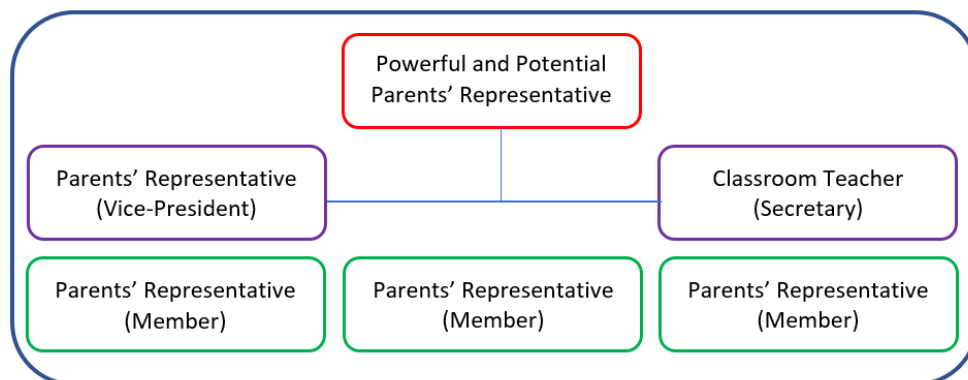 Powerful and Potential
Parents’ Representative
Parents’ Representative
(Vice-President)
Classroom Teacher
(Secretary)
Parents’ Representative
(Member)
Parents’ Representative
(Member)
Parents’ Representative
(Member)